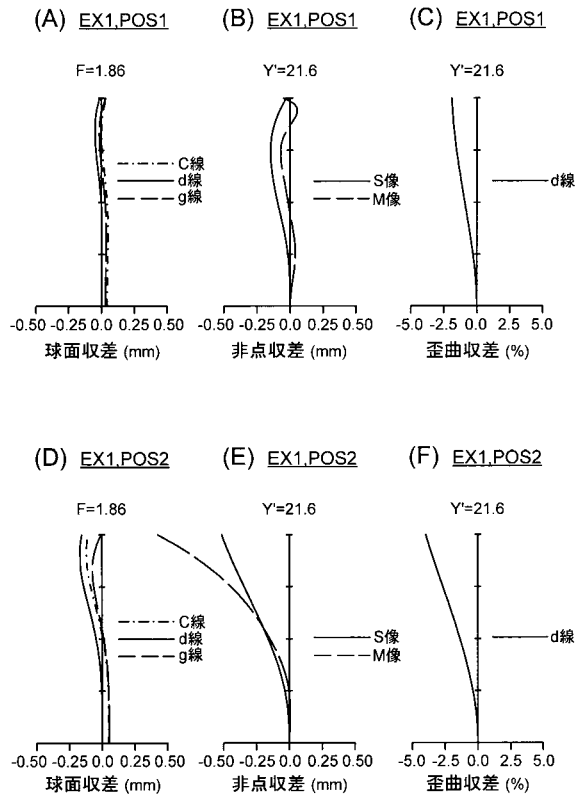 (A) EX1,POS1
(B) EX1,POS1
(C) EX1,POS1
F=1.86
Y'=21.6
Y'=21.6
C線
d線
g線
S像
M像
d線
-0.50 -0.25 0.0 0.25 0.50
球面収差 (mm)
-0.50 -0.25 0.0 0.25 0.50
非点収差 (mm)
-5.0 -2.5 0.0 2.5 5.0
歪曲収差 (%)
(D) EX1,POS2
(E) EX1,POS2
(F) EX1,POS2
F=1.86
Y'=21.6
Y'=21.6
C線
d線
g線
S像
M像
d線
-0.50 -0.25 0.0 0.25 0.50
球面収差 (mm)
-0.50 -0.25 0.0 0.25 0.50
非点収差 (mm)
-5.0 -2.5 0.0 2.5 5.0
歪曲収差 (%)